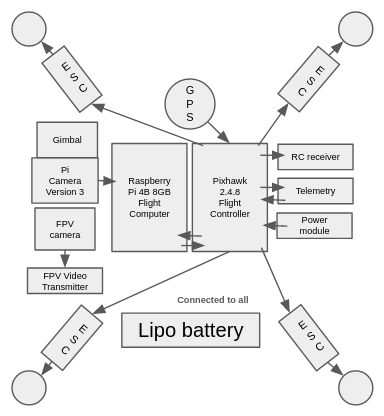 ESC
ESC
G
P
S
Gimbal
Pi
Camera
Version 3
Raspberry
Pi 4B 8GB
Flight
Computer
Pixhawk
2.4.8
Flight
Controller
RC receiver
Telemetry
Power
module
FPV
camera
FPV Video
Transmitter
ESC
ESC
Connected to all
Lipo battery